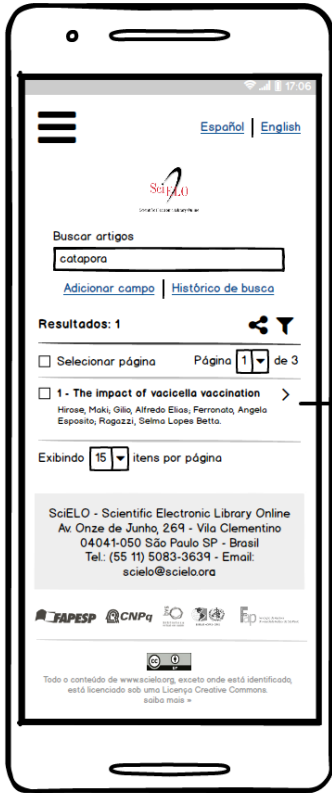 17:06
Español | English
SciELO
Buscar artigos
catapora
Adicionar campo | Histórico de busca
Resultados: 1
Selecionar página Página 1 de 3
1 - The impact of vacicella vaccination
Hirose, Maki; Gilio, Alfredo Elias; Ferronato, Angela
Esposito; Ragazzi, Selma Lopes Betta.
Exibindo 15 itens por página
SciELO - Scientific Electronic Library Online
Av. Onze de Junho, 269 - Vila Clementino
04041-050 São Paulo SP - Brasil
Tel.: (55 11) 5083-3639 - Email:
scielo@scielo.org
FAPESP CNPq
Todo o conteúdo de www.scielo.org, exceto onde está identificado,
está licenciado sob uma Licença Creative Commons.
saiba mais »